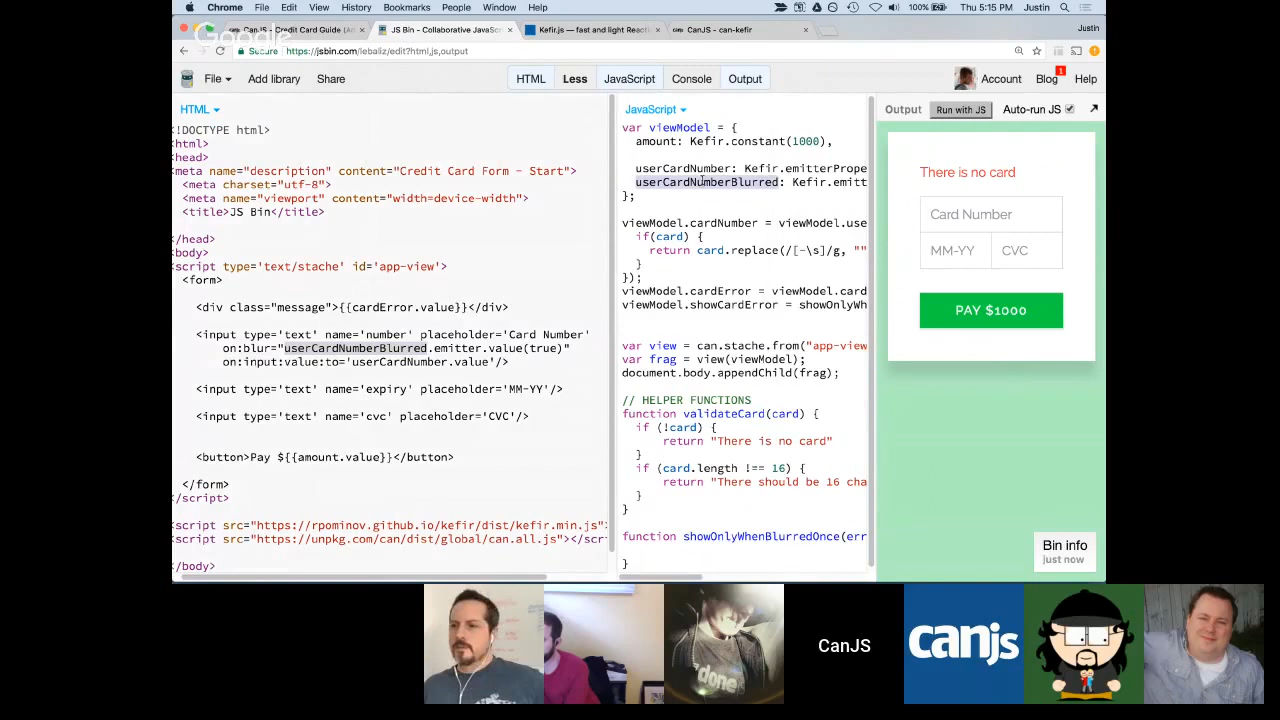 Chrome File Edit View History Bookmarks People Window Help 100% Thu 5:15 PM Justin
CanJS - Credit Card Guide (Ad
JS Bin - Collaborative JavaScri
Kefir.js — fast and light Reacti
CanJS - can-kefir
Justin
Google
Secure https://jsbin.com/lebaliz/edit?html,js,output
File Add library Share HTML Less JavaScript Console Output Account Blog 1 Help
HTML
<!DOCTYPE html>
<html>
<head>
<meta name="description" content="Credit Card Form - Start">
<meta charset="utf-8">
<meta name="viewport" content="width=device-width">
<title>JS Bin</title>
</head>
<body>
<script type='text/stache' id='app-view'>
<form>
<div class="message">{{cardError.value}}</div>
<input type='text' name='number' placeholder='Card Number'
on:blur="userCardNumberBlurred.emitter.value(true)"
on:input:value:to='userCardNumber.value'/>
<input type='text' name='expiry' placeholder='MM-YY'/>
<input type='text' name='cvc' placeholder='CVC'/>
<button>Pay ${{amount.value}}</button>
</form>
</script>
<script src="https://rpominov.github.io/kefir/dist/kefir.min.js"
<script src="https://unpkg.com/can/dist/global/can.all.js"></scr
</body>
JavaScript
var viewModel = {
amount: Kefir.constant(1000),
userCardNumber: Kefir.emitterPrope
userCardNumberBlurred: Kefir.emitt
};
viewModel.cardNumber = viewModel.use
if(card) {
return card.replace(/[-\s]/g, ""
}
});
viewModel.cardError = viewModel.card
viewModel.showCardError = showOnlyWh
var view = can.stache.from("app-view
var frag = view(viewModel);
document.body.appendChild(frag);
// HELPER FUNCTIONS
function validateCard(card) {
if (!card) {
return "There is no card"
}
if (card.length !== 16) {
return "There should be 16 cha
}
}
function showOnlyWhenBlurredOnce(err
}
Output Run with JS Auto-run JS
There is no card
Card Number
MM-YY CVC
PAY $1000
Bin info
just now
done
CanJS
canjs